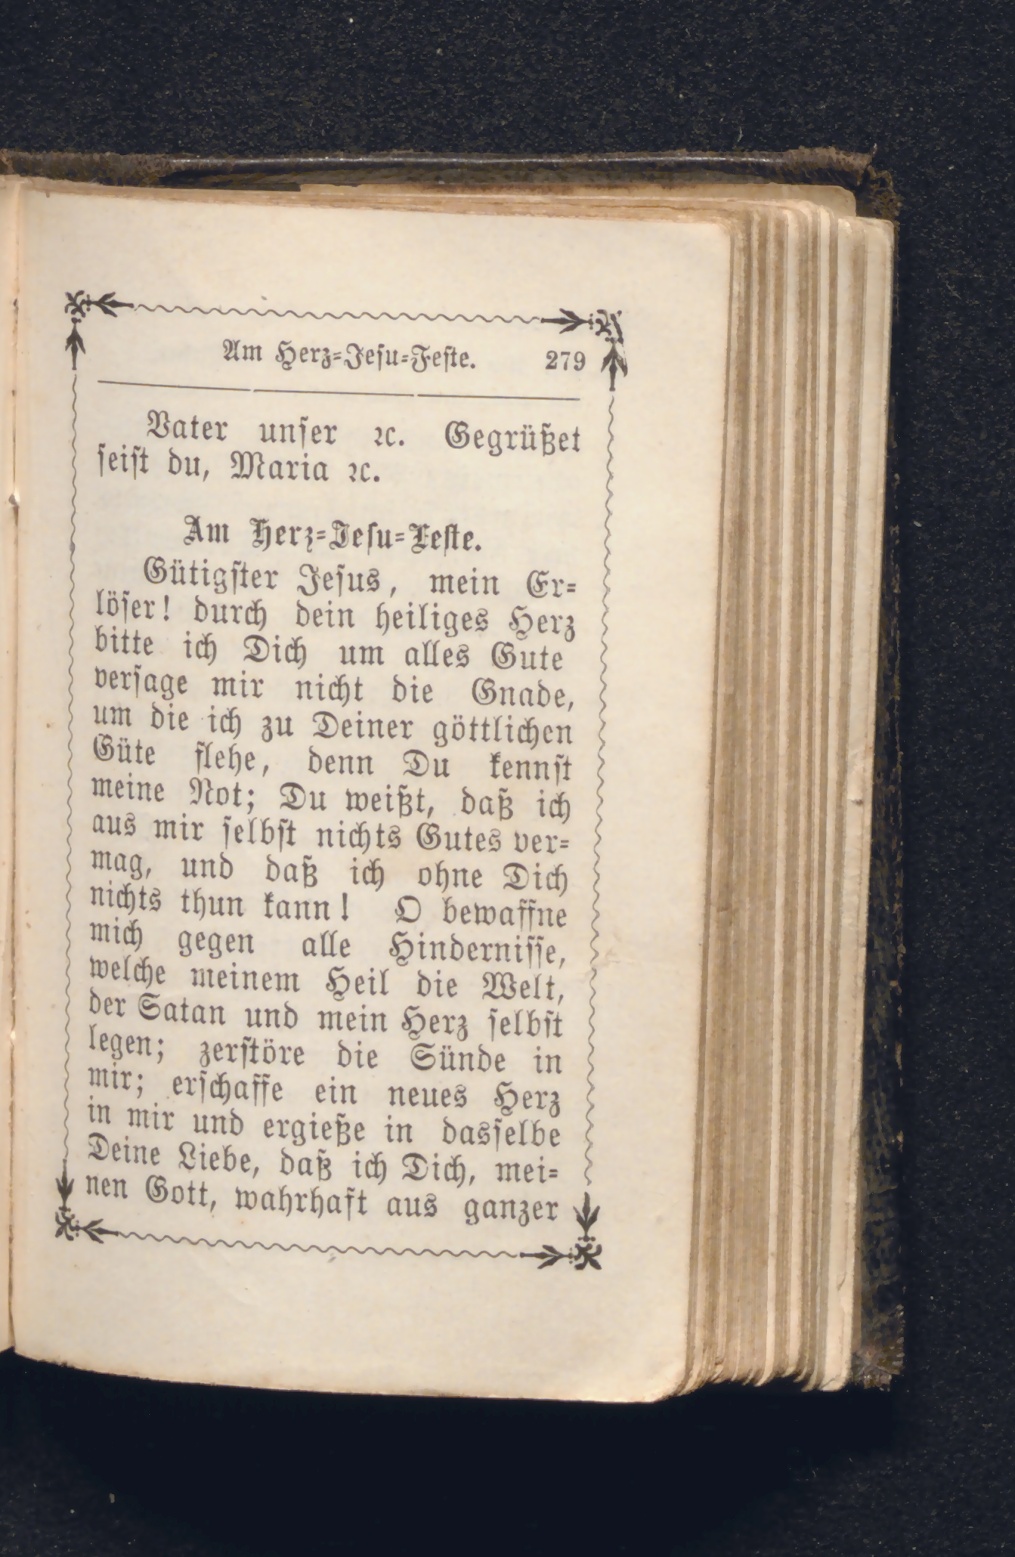 Am Herz-Jesu-Feste. 279
Vater unser ꝛc. Gegrüßet
seist du, Maria ꝛc.
Am Herz-Jesu-Feste.
Gütigster Jesus, mein Er-
löser! durch dein heiliges Herz
bitte ich Dich um alles Gute
versage mir nicht die Gnade,
um die ich zu Deiner göttlichen
Güte flehe, denn Du kennst
meine Not; Du weißt, daß ich
aus mir selbst nichts Gutes ver-
mag, und daß ich ohne Dich
nichts thun kann! O bewaffne
mich gegen alle Hindernisse,
welche meinem Heil die Welt,
der Satan und mein Herz selbst
legen; zerstöre die Sünde in
mir; erschaffe ein neues Herz
in mir und ergieße in dasselbe
Deine Liebe, daß ich Dich, mei-
nen Gott, wahrhaft aus ganzer